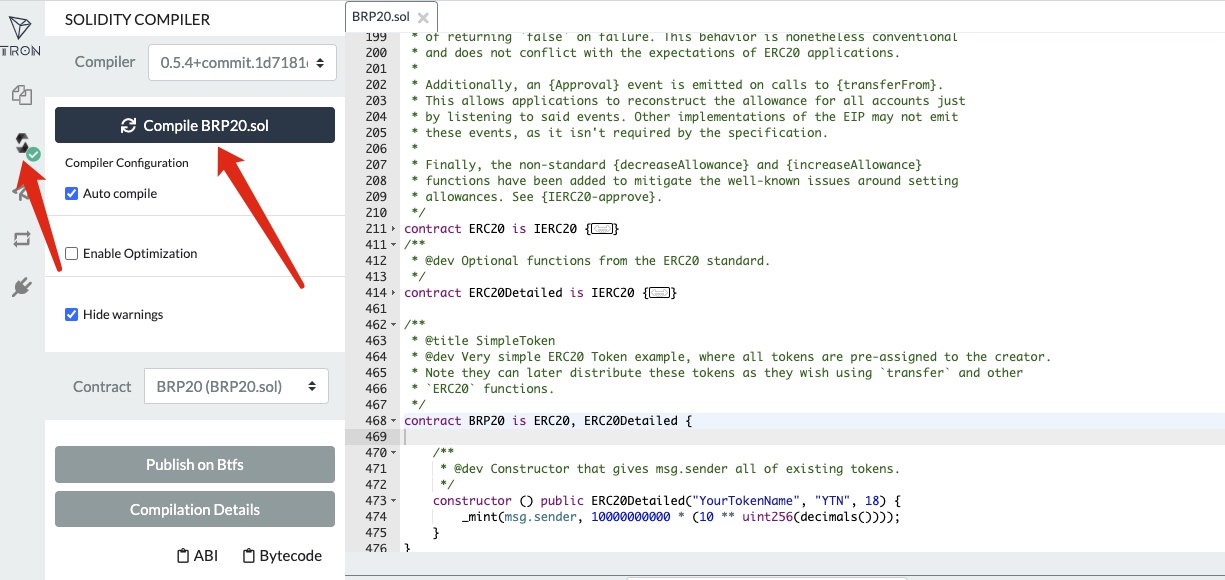 TRON
SOLIDITY COMPILER
Compiler
0.5.4+commit.1d7181
Compile BRP20.sol
Compiler Configuration
Auto compile
Enable Optimization
Hide warnings
Contract
BRP20 (BRP20.sol)
Publish on Btfs
Compilation Details
ABI
Bytecode
BRP20.sol
199 * of returning `false` on failure. This behavior is nonetheless conventional
200 * and does not conflict with the expectations of ERC20 applications.
201 *
202 * Additionally, an {Approval} event is emitted on calls to {transferFrom}.
203 * This allows applications to reconstruct the allowance for all accounts just
204 * by listening to said events. Other implementations of the EIP may not emit
205 * these events, as it isn't required by the specification.
206 *
207 * Finally, the non-standard {decreaseAllowance} and {increaseAllowance}
208 * functions have been added to mitigate the well-known issues around setting
209 * allowances. See {IERC20-approve}.
210 */
211 contract ERC20 is IERC20 {}
411 /**
412 * @dev Optional functions from the ERC20 standard.
413 */
414 contract ERC20Detailed is IERC20 {}
461
462 /**
463 * @title SimpleToken
464 * @dev Very simple ERC20 Token example, where all tokens are pre-assigned to the creator.
465 * Note they can later distribute these tokens as they wish using `transfer` and other
466 * `ERC20` functions.
467 */
468 contract BRP20 is ERC20, ERC20Detailed {
469
470 /**
471 * @dev Constructor that gives msg.sender all of existing tokens.
472 */
473 constructor () public ERC20Detailed("YourTokenName", "YTN", 18) {
474 _mint(msg.sender, 10000000000 * (10 ** uint256(decimals())));
475 }
476 }